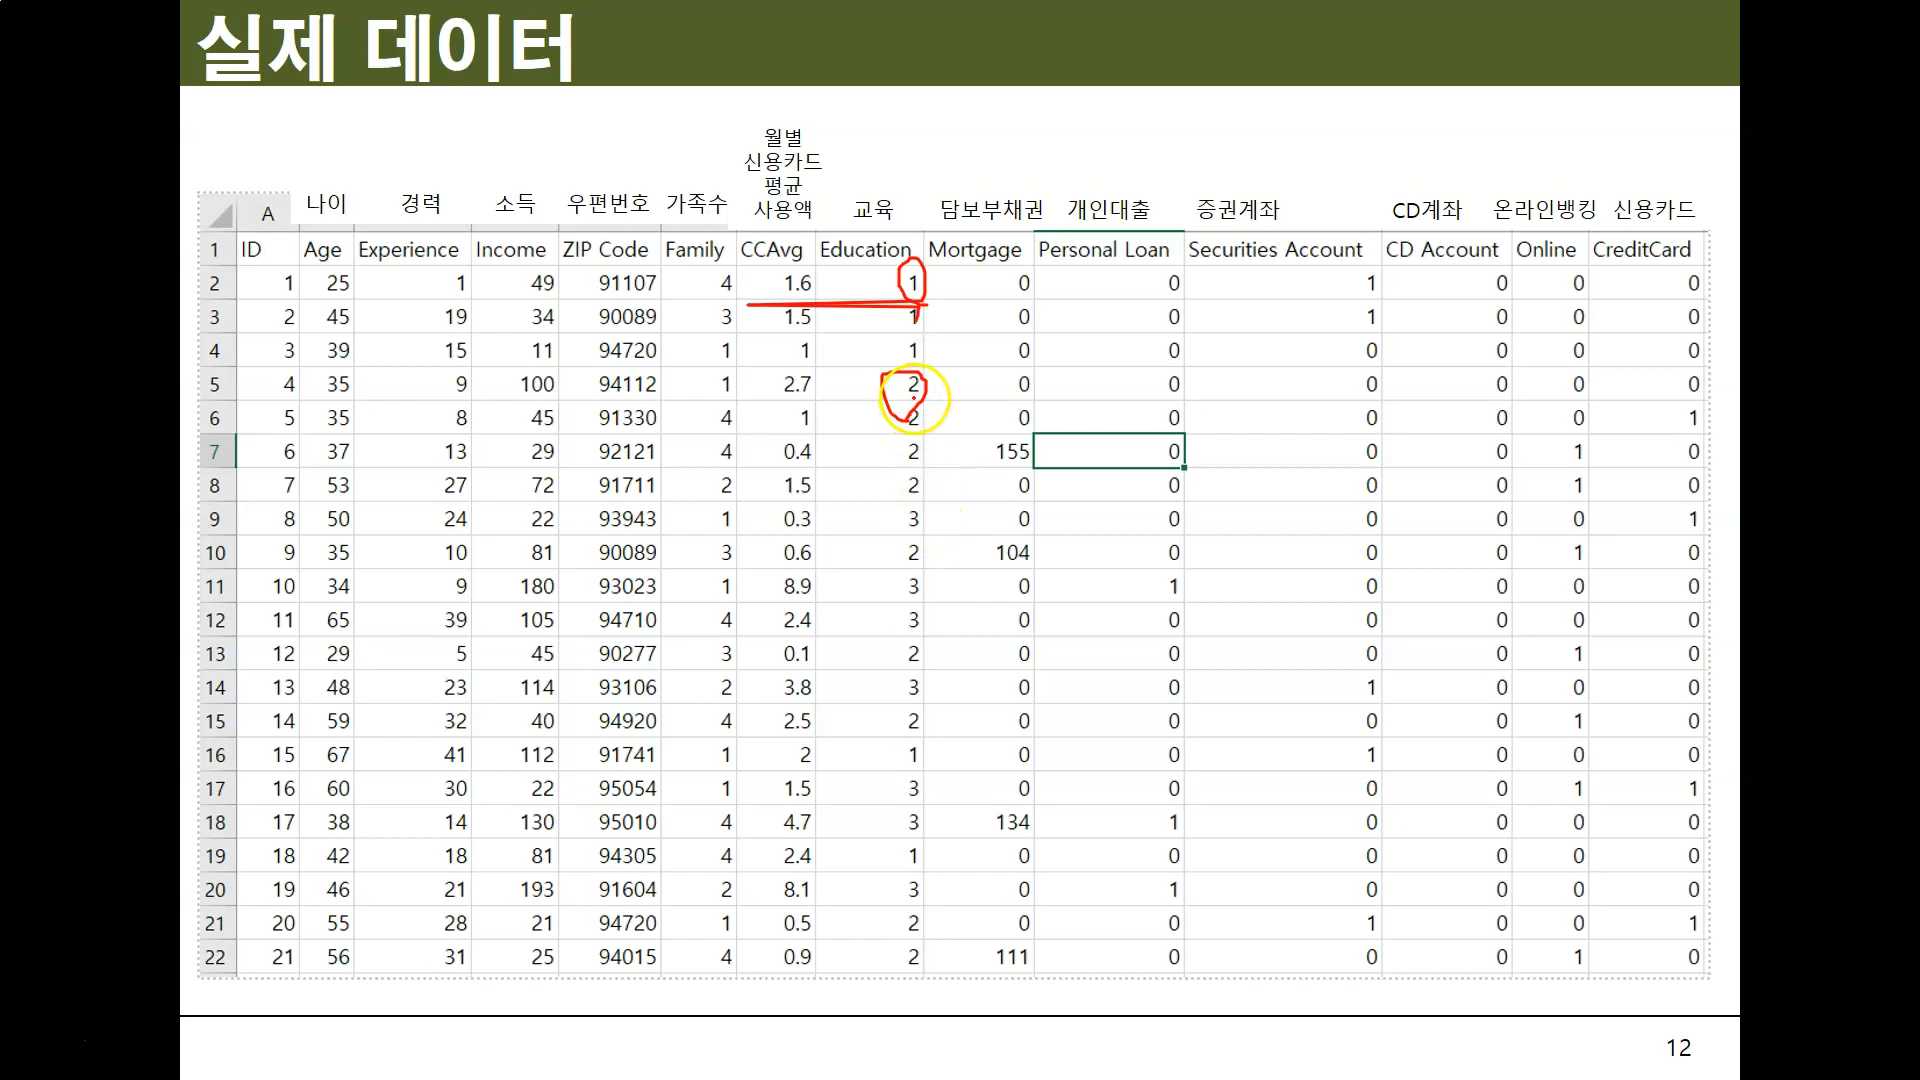 실제 데이터
월별
신용카드
평균
사용액
나이 경력 소득 우편번호 가족수 교육 담보부채권 개인대출 증권계좌 CD계좌 온라인뱅킹 신용카드
A
1 ID Age Experience Income ZIP Code Family CCAvg Education Mortgage Personal Loan Securities Account CD Account Online CreditCard
2 1 25 1 49 91107 4 1.6 1 0 0 1 0 0 0
3 2 45 19 34 90089 3 1.5 1 0 0 1 0 0 0
4 3 39 15 11 94720 1 1 1 0 0 0 0 0 0
5 4 35 9 100 94112 1 2.7 2 0 0 0 0 0 0
6 5 35 8 45 91330 4 1 2 0 0 0 0 0 1
7 6 37 13 29 92121 4 0.4 2 155 0 0 0 1 0
8 7 53 27 72 91711 2 1.5 2 0 0 0 0 1 0
9 8 50 24 22 93943 1 0.3 3 0 0 0 0 0 1
10 9 35 10 81 90089 3 0.6 2 104 0 0 0 1 0
11 10 34 9 180 93023 1 8.9 3 0 1 0 0 0 0
12 11 65 39 105 94710 4 2.4 3 0 0 0 0 0 0
13 12 29 5 45 90277 3 0.1 2 0 0 0 0 1 0
14 13 48 23 114 93106 2 3.8 3 0 0 1 0 0 0
15 14 59 32 40 94920 4 2.5 2 0 0 0 0 1 0
16 15 67 41 112 91741 1 2 1 0 0 1 0 0 0
17 16 60 30 22 95054 1 1.5 3 0 0 0 0 1 1
18 17 38 14 130 95010 4 4.7 3 134 1 0 0 0 0
19 18 42 18 81 94305 4 2.4 1 0 0 0 0 0 0
20 19 46 21 193 91604 2 8.1 3 0 1 0 0 0 0
21 20 55 28 21 94720 1 0.5 2 0 0 1 0 0 1
22 21 56 31 25 94015 4 0.9 2 111 0 0 0 1 0
12